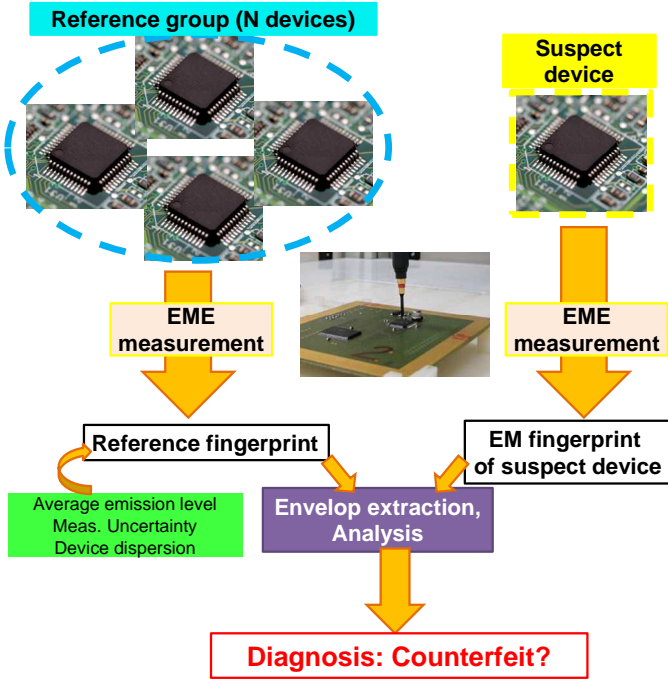 Reference group (N devices)
Suspect
device
EME
measurement
EME
measurement
Reference fingerprint
EM fingerprint
of suspect device
Average emission level
Meas. Uncertainty
Device dispersion
Envelop extraction,
Analysis
Diagnosis: Counterfeit?